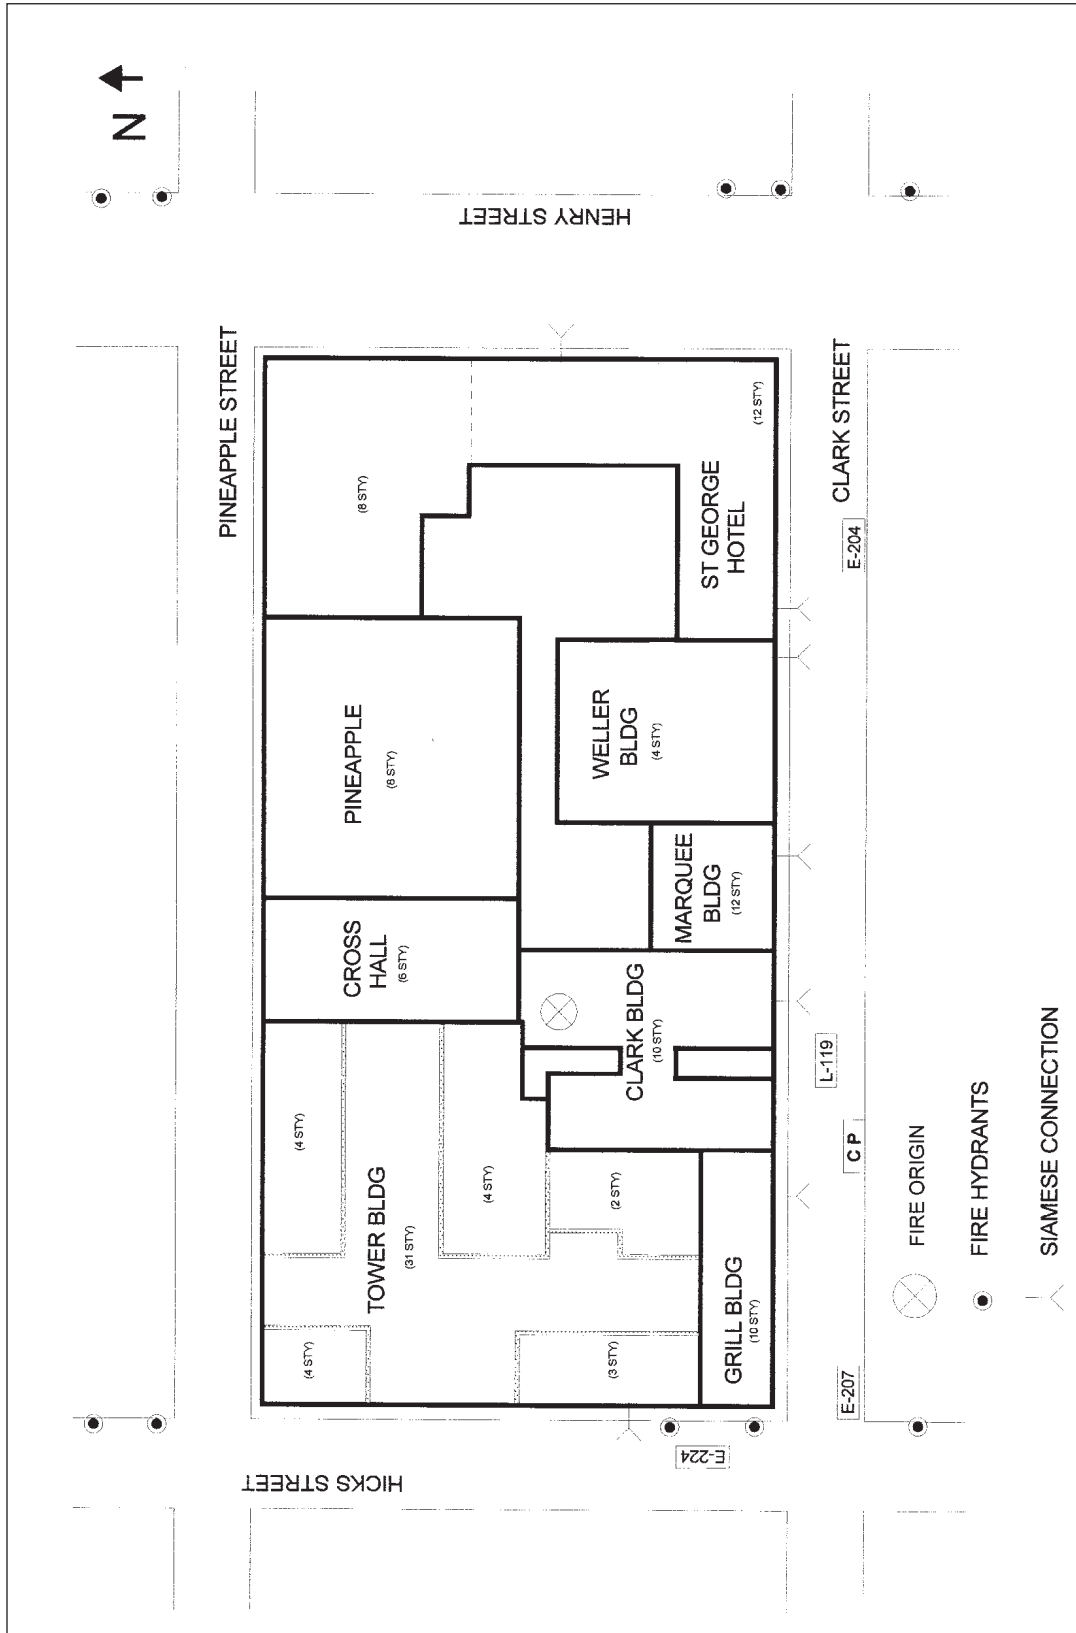 N
PINEAPPLE STREET
HENRY STREET
HICKS STREET
CLARK STREET
TOWER BLDG
(31 STY)
(4 STY)
(4 STY)
(4 STY)
(3 STY)
(2 STY)
CROSS
HALL
(6 STY)
PINEAPPLE
(8 STY)
(8 STY)
ST GEORGE
HOTEL
(12 STY)
WELLER
BLDG
(4 STY)
MARQUEE
BLDG
(12 STY)
CLARK BLDG
(10 STY)
GRILL BLDG
(10 STY)
E-224
E-207
C P
L-119
E-204
FIRE ORIGIN
FIRE HYDRANTS
SIAMESE CONNECTION